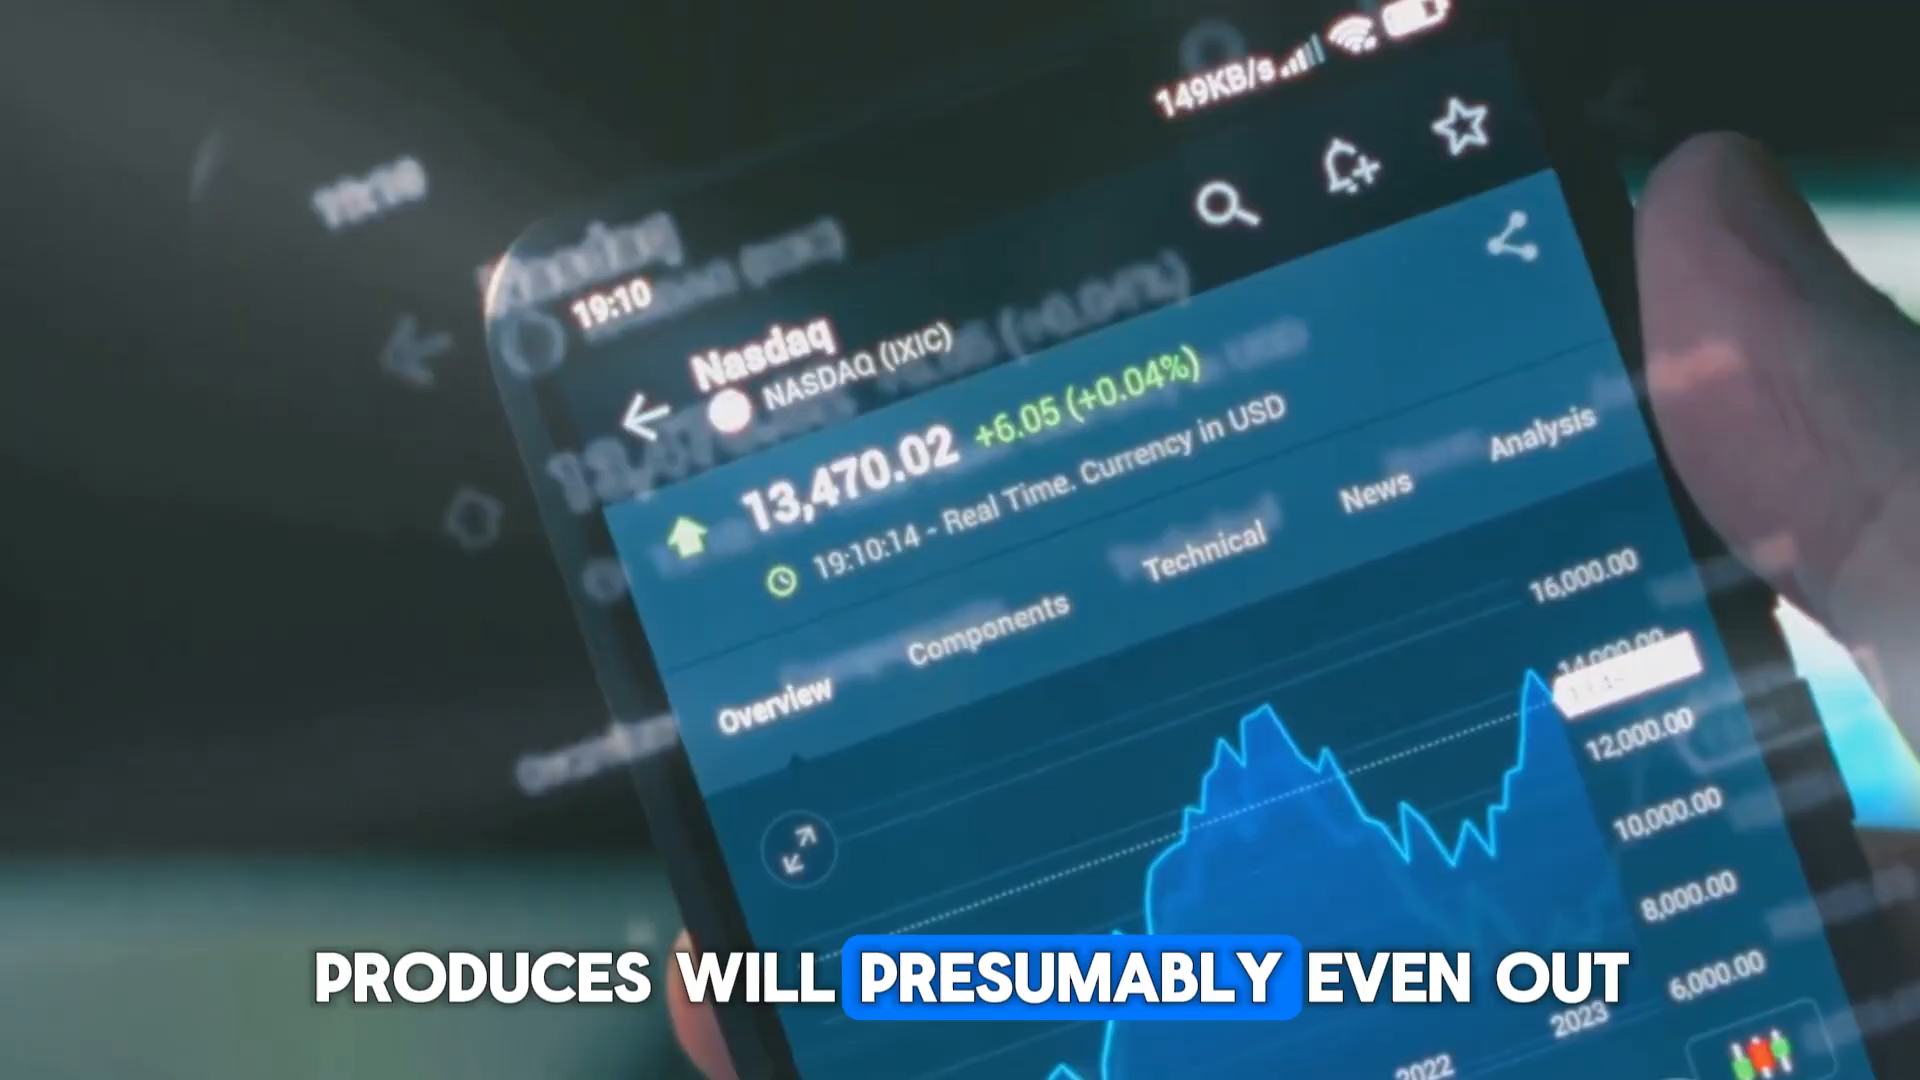 149KB/s
19:10
Nasdaq
NASDAQ (IXIC)
13,470.02 +6.05 (+0.04%)
19:10:14 - Real Time. Currency in USD
Overview Components Technical News Analysis
16,000.00
14,000.00
12,000.00
10,000.00
8,000.00
6,000.00
2022 2023
PRODUCES WILL PRESUMABLY EVEN OUT